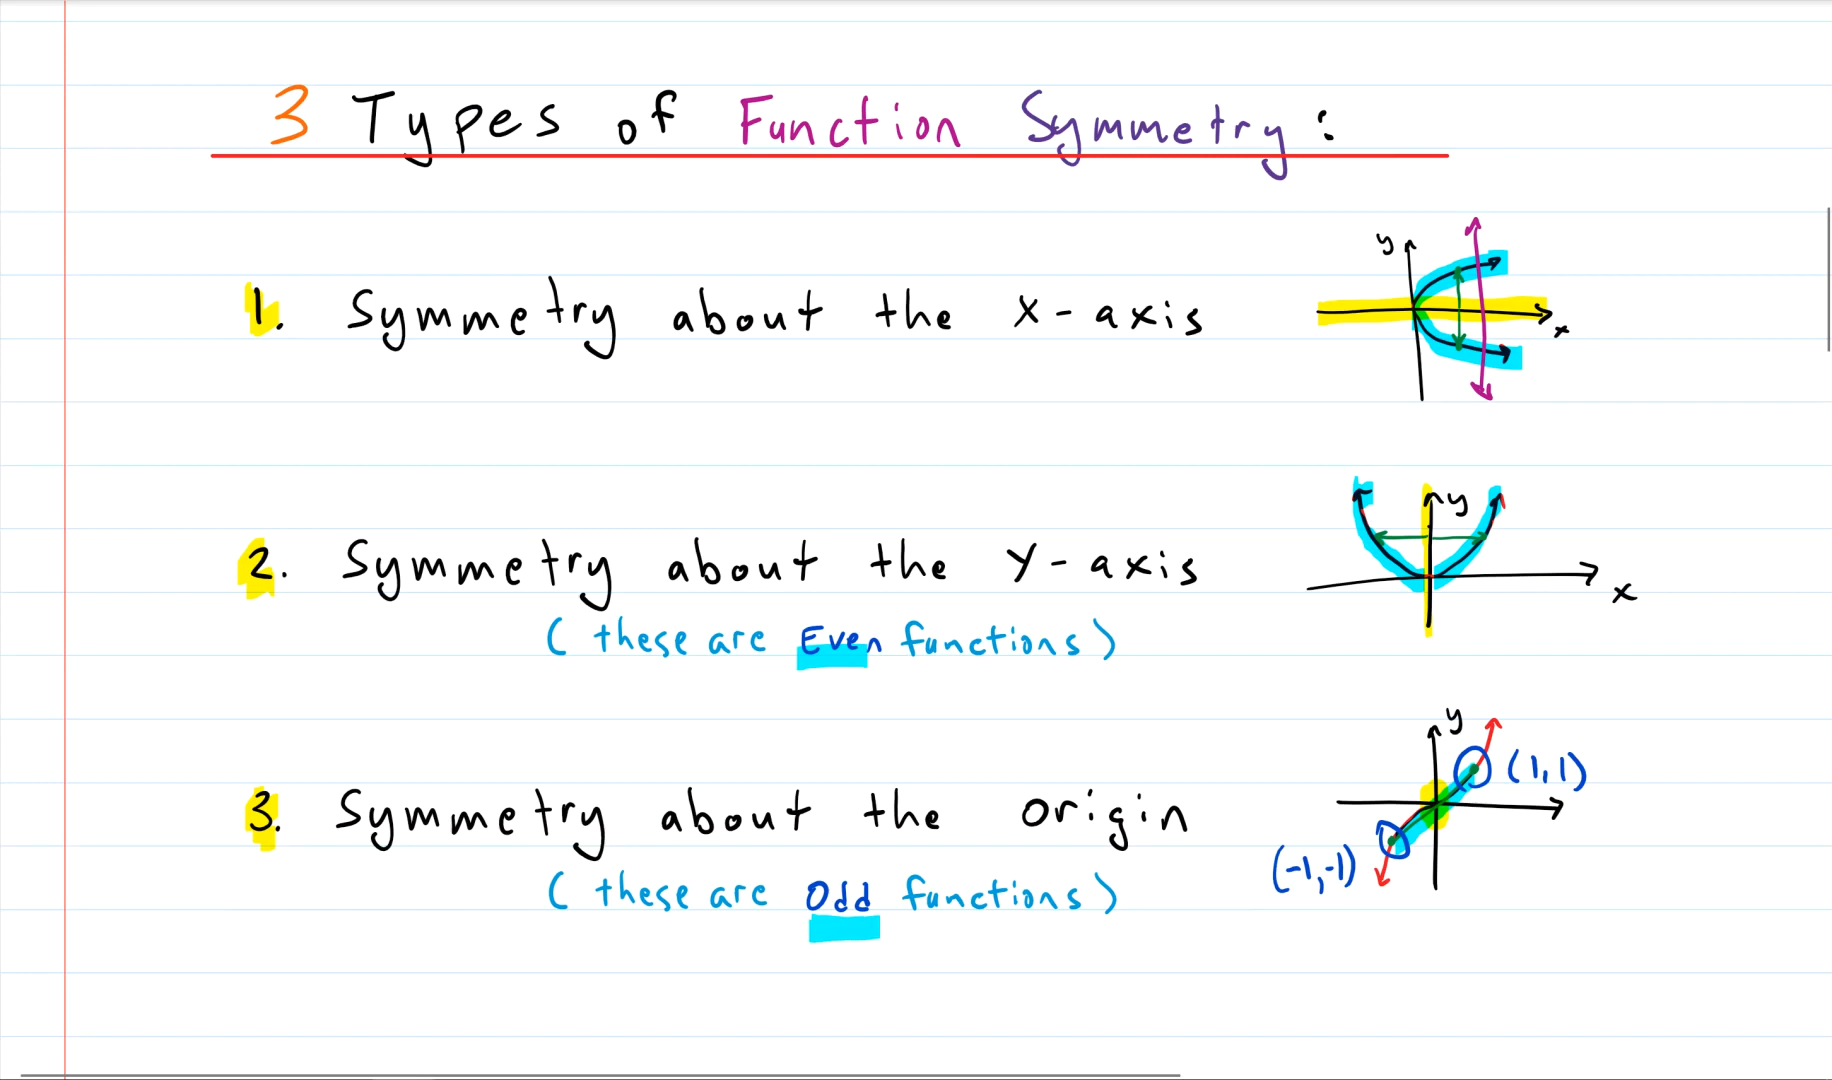 3 Types of Function Symmetry:
y
1. Symmetry about the x-axis
x
y
2. Symmetry about the y-axis
x
(these are Even functions)
y
(1,1)
3. Symmetry about the origin
(-1,-1)
(these are Odd functions)